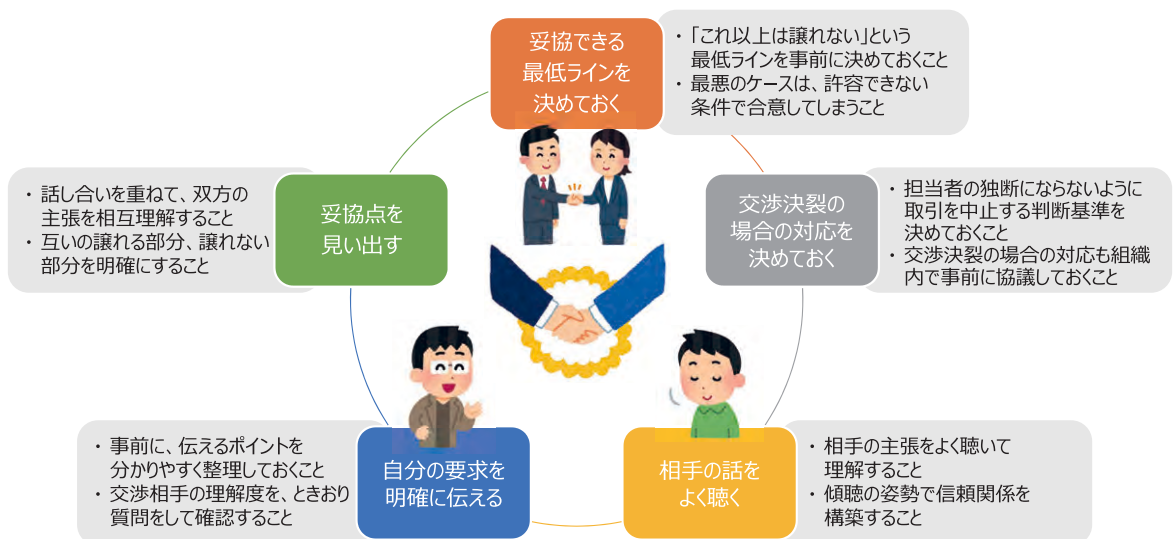 妥協できる
最低ラインを
決めておく
・「これ以上は譲れない」という
最低ラインを事前に決めておくこと
・最悪のケースは、許容できない
条件で合意してしまうこと
交渉決裂の
場合の対応を
決めておく
・担当者の独断にならないように
取引を中止する判断基準を
決めておくこと
・交渉決裂の場合の対応も組織
内で事前に協議しておくこと
相手の話を
よく聴く
・相手の主張をよく聴いて
理解すること
・傾聴の姿勢で信頼関係を
構築すること
自分の要求を
明確に伝える
・事前に、伝えるポイントを
分かりやすく整理しておくこと
・交渉相手の理解度を、ときおり
質問をして確認すること
妥協点を
見い出す
・話し合いを重ねて、双方の
主張を相互理解すること
・互いの譲れる部分、譲れない
部分を明確にすること